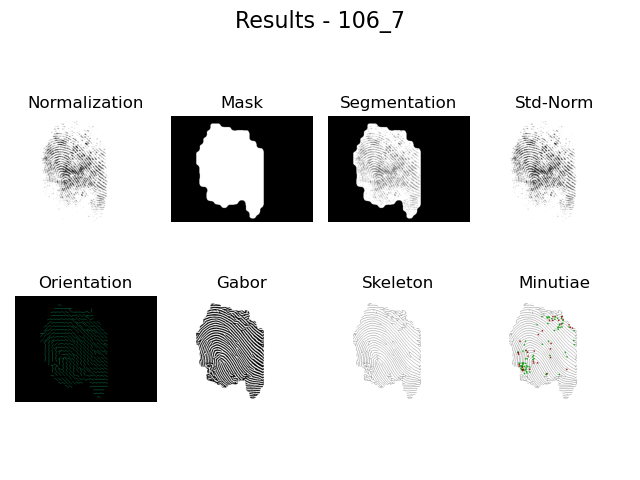 Results - 106_7
Normalization
Mask
Segmentation
Std-Norm
Orientation
Gabor
Skeleton
Minutiae